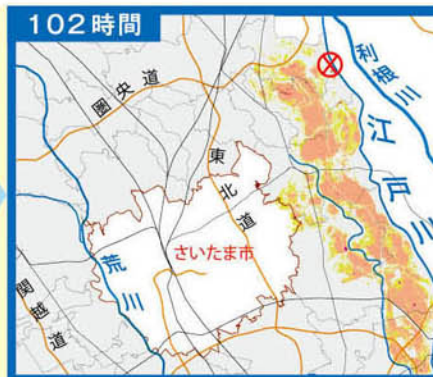 102時間
利根川
圏央道
江戸川
東北道
さいたま市
荒川
関越道